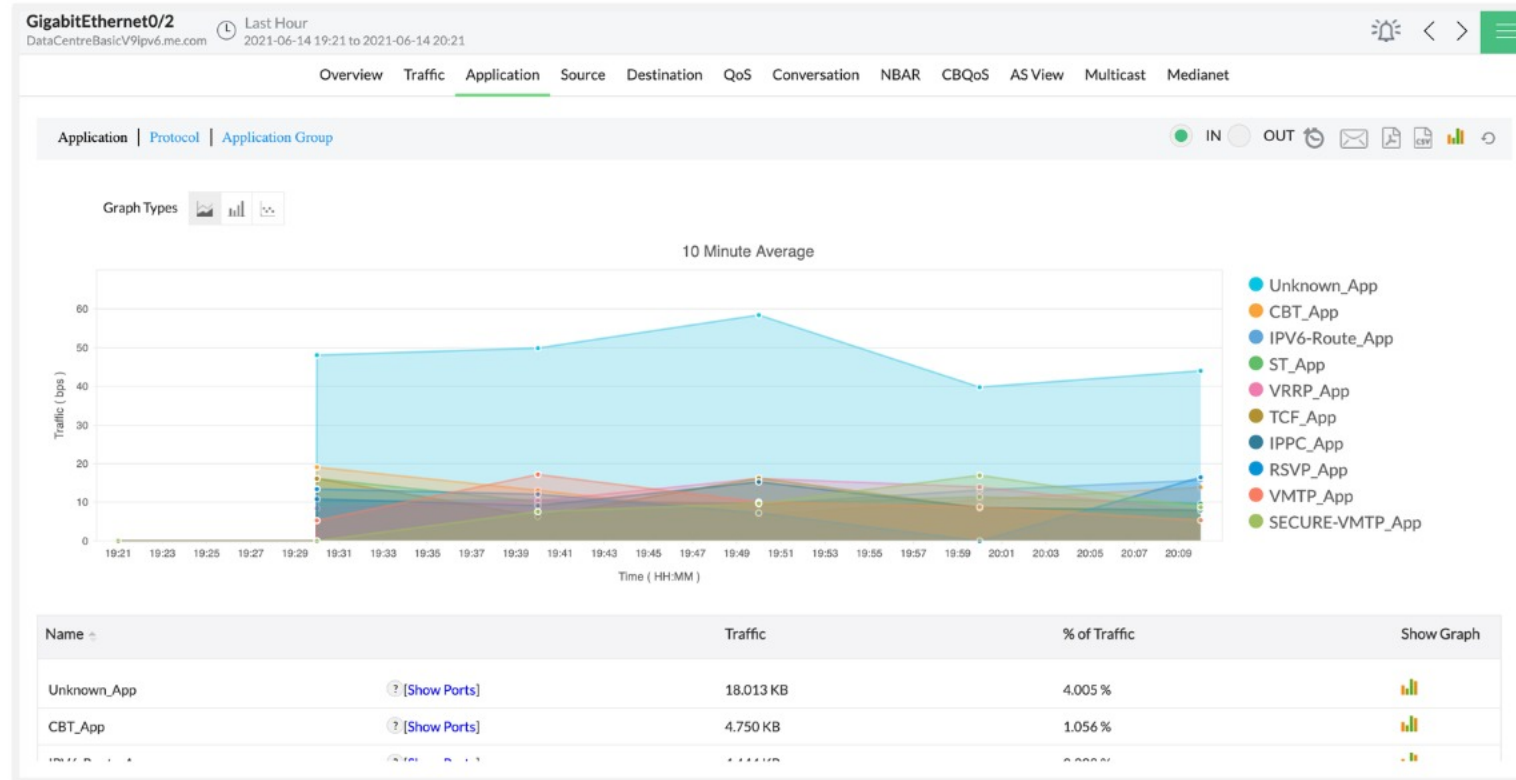 GigabitEthernet0/2
DataCentreBasicV9ipv6.me.com
Last Hour
2021-06-14 19:21 to 2021-06-14 20:21
Overview Traffic Application Source Destination QoS Conversation NBAR CBQoS AS View Multicast Medianet
Application | Protocol | Application Group
IN OUT CSV
Graph Types
10 Minute Average
60
50
40
30
20
10
0
Traffic ( bps )
19:21 19:23 19:25 19:27 19:29 19:31 19:33 19:35 19:37 19:39 19:41 19:43 19:45 19:47 19:49 19:51 19:53 19:55 19:57 19:59 20:01 20:03 20:05 20:07 20:09
Time ( HH:MM )
Unknown_App
CBT_App
IPV6-Route_App
ST_App
VRRP_App
TCF_App
IPPC_App
RSVP_App
VMTP_App
SECURE-VMTP_App
Name Traffic % of Traffic Show Graph
Unknown_App ? [Show Ports] 18.013 KB 4.005 %
CBT_App ? [Show Ports] 4.750 KB 1.056 %